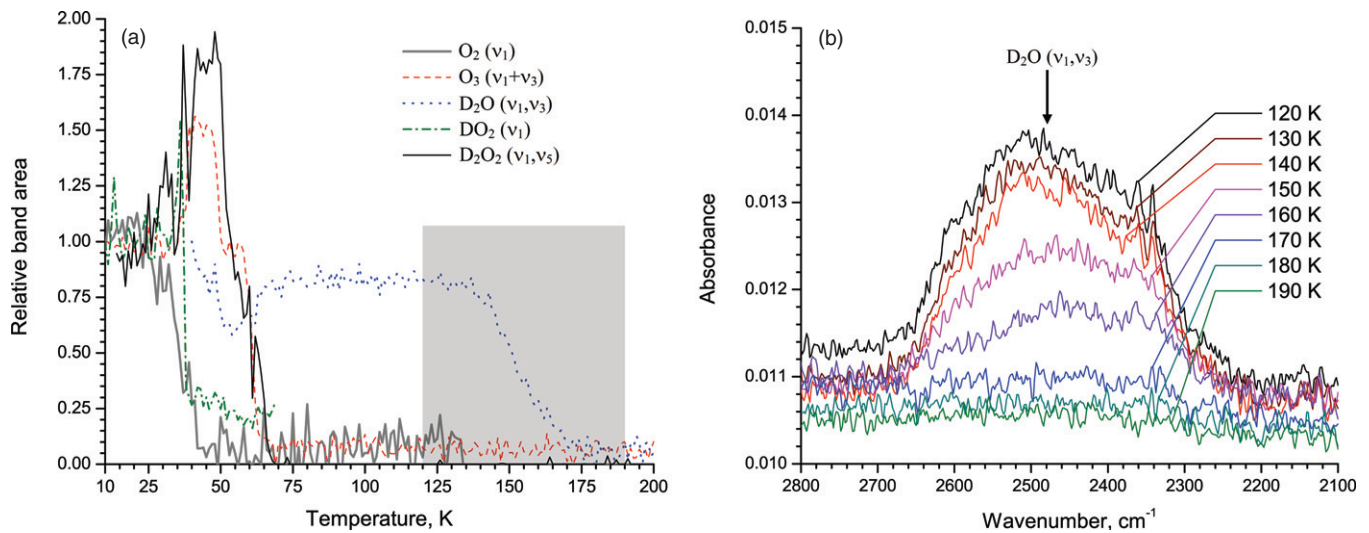 (a)
O₂ (ν₁)
O₃ (ν₁+ν₃)
D₂O (ν₁,ν₃)
DO₂ (ν₁)
D₂O₂ (ν₁,ν₅)
2.00
1.75
1.50
1.25
1.00
0.75
0.50
0.25
0.00
Relative band area
10 25 50 75 100 125 150 175 200
Temperature, K
(b)
D₂O (ν₁,ν₃)
120 K
130 K
140 K
150 K
160 K
170 K
180 K
190 K
0.015
0.014
0.013
0.012
0.011
0.010
Absorbance
2800 2700 2600 2500 2400 2300 2200 2100
Wavenumber, cm⁻¹